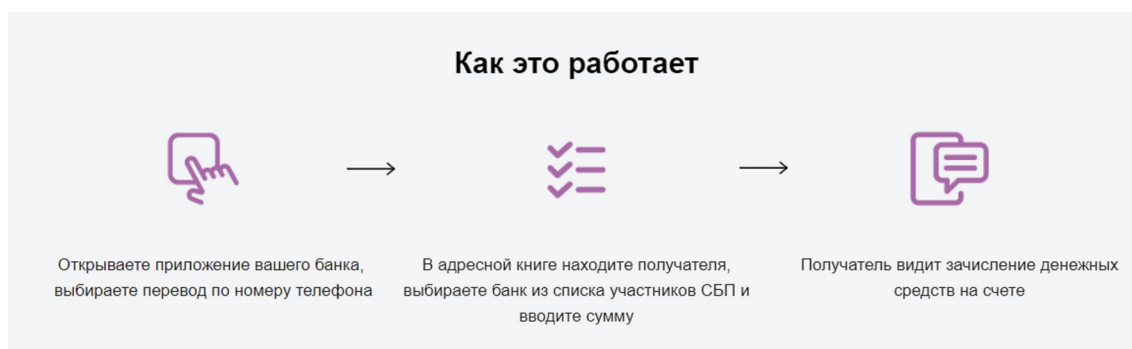 Как это работает
Открываете приложение вашего банка,
выбираете перевод по номеру телефона
В адресной книге находите получателя,
выбираете банк из списка участников СБП и
вводите сумму
Получатель видит зачисление денежных
средств на счете